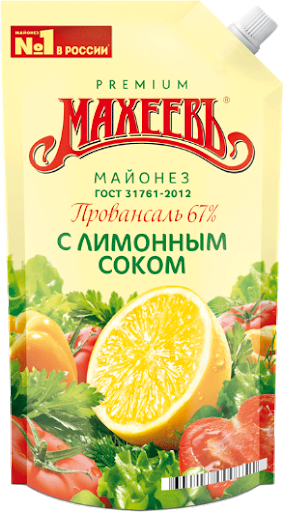 МАЙОНЕЗ
№1 В РОССИИ*
PREMIUM
МАХЕЕВЪ®
МАЙОНЕЗ
ГОСТ 31761-2012
Провансаль 67%
С ЛИМОННЫМ
СОКОМ